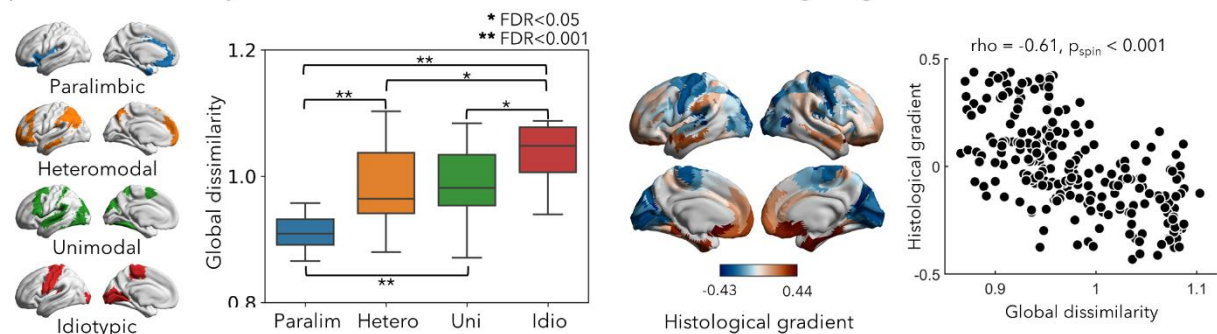 * FDR<0.05
** FDR<0.001
Paralimbic
Heteromodal
Unimodal
Idiotypic
Global dissimilarity
1.2
1.0
0.8
**
*
**
*
**
Paralim Hetero Uni Idio
-0.43 0.44
Histological gradient
rho = -0.61, pspin < 0.001
Histological gradient
0.5
0
-0.5
0.9 1 1.1
Global dissimilarity